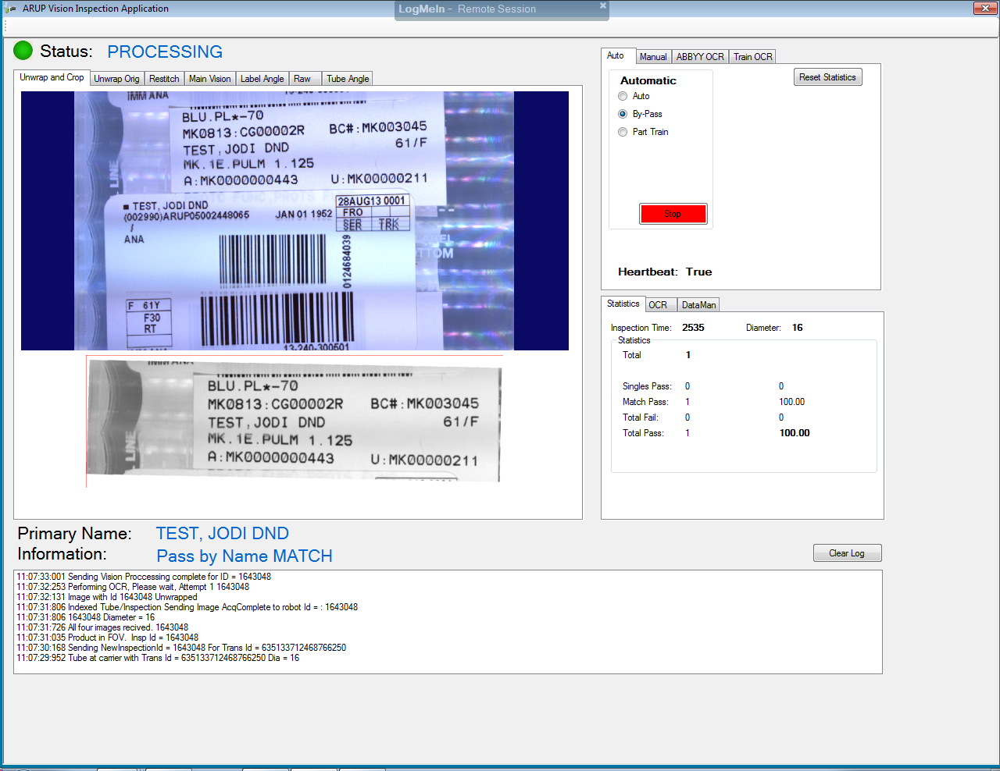 ARUP Vision Inspection Application
LogMeIn - Remote Session
Status: PROCESSING
Unwrap and Crop
Unwrap Orig
Restitch
Main Vision
Label Angle
Raw
Tube Angle
IMM ANA
13-240-300501
BLU.PL*-70
MK0813:CG00002R BC#:MK003045
TEST,JODI DND 61/F
MK.1E.PULM 1.125
A:MK0000000443 U:MK00000211
LINE
■ TEST, JODI DND
(002990)ARUP05002448065 JAN 01 1952
/
ANA
28AUG13 0001
FRO
SER TRK
0124684039
F 61Y
F30
RT
13-240-300501
IMM ANA
BLU.PL*-70
MK0813:CG00002R BC#:MK003045
TEST,JODI DND 61/F
MK.1E.PULM 1.125
A:MK0000000443 U:MK00000211
LINE
Auto
Manual
ABBYY OCR
Train OCR
Automatic
Auto
By-Pass
Part Train
Stop
Reset Statistics
Heartbeat: True
Statistics
OCR
DataMan
Inspection Time: 2535 Diameter: 16
Statistics
Total 1
Singles Pass: 0 0
Match Pass: 1 100.00
Total Fail: 0 0
Total Pass: 1 100.00
Primary Name: TEST, JODI DND
Information: Pass by Name MATCH
Clear Log
11:07:33:001 Sending Vision Proccessing complete for ID = 1643048
11:07:32:253 Performing OCR, Please wait, Attempt 1 1643048
11:07:32:131 Image with Id 1643048 Unwrapped
11:07:31:806 Indexed Tube/Inspection Sending Image AcqComplete to robot Id = : 1643048
11:07:31:806 1643048 Diameter = 16
11:07:31:726 All four images recived. 1643048
11:07:31:035 Product in FOV. Insp Id = 1643048
11:07:30:168 Sending NewInspectionId = 1643048 For Trans Id = 635133712468766250
11:07:29:952 Tube at carrier with Trans Id = 635133712468766250 Dia = 16